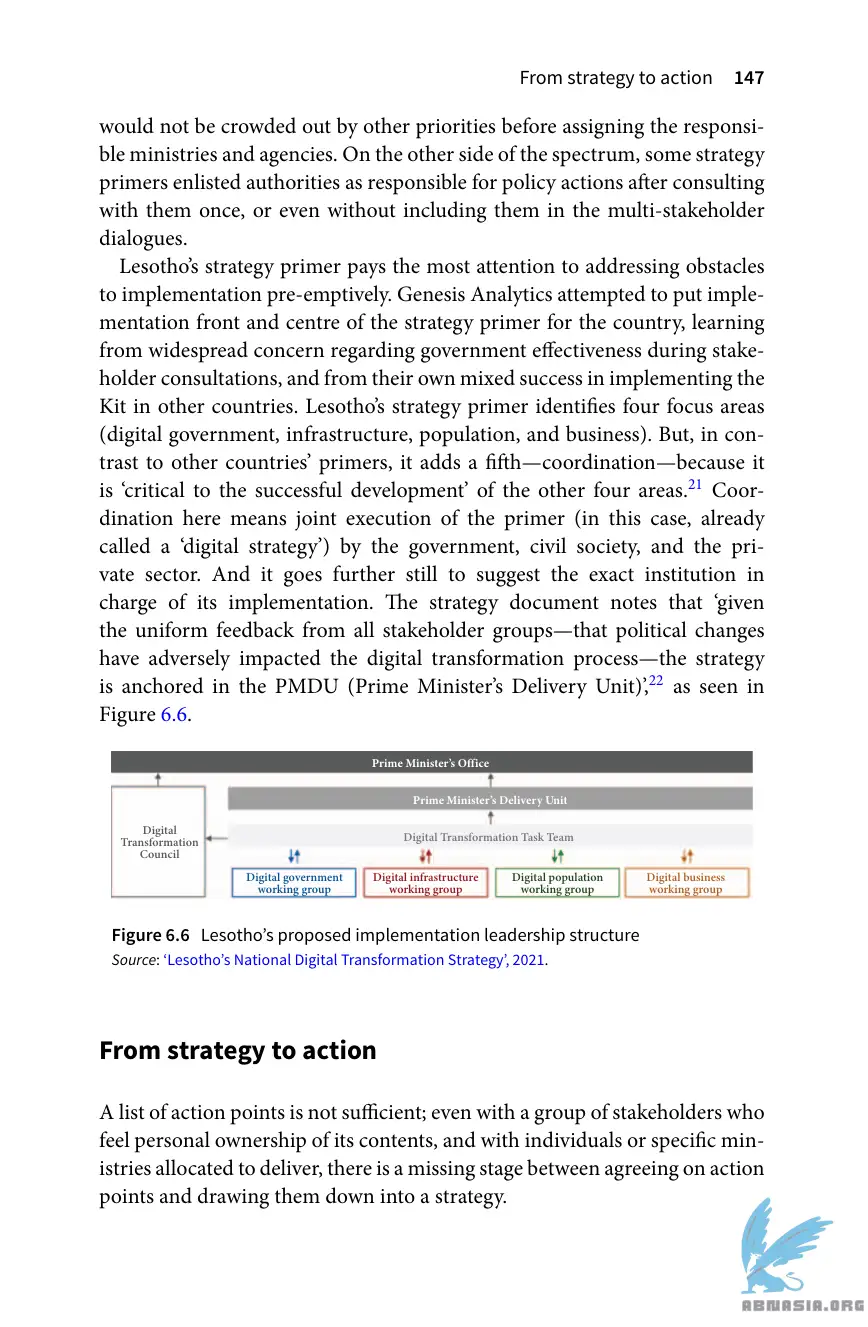 From strategy to action 147
would not be crowded out by other priorities before assigning the responsi-
ble ministries and agencies. On the other side of the spectrum, some strategy
primers enlisted authorities as responsible for policy actions after consulting
with them once, or even without including them in the multi-stakeholder
dialogues.
Lesotho’s strategy primer pays the most attention to addressing obstacles
to implementation pre-emptively. Genesis Analytics attempted to put imple-
mentation front and centre of the strategy primer for the country, learning
from widespread concern regarding government effectiveness during stake-
holder consultations, and from their own mixed success in implementing the
Kit in other countries. Lesotho’s strategy primer identifies four focus areas
(digital government, infrastructure, population, and business). But, in con-
trast to other countries’ primers, it adds a fifth—coordination—because it
is ‘critical to the successful development’ of the other four areas.21 Coor-
dination here means joint execution of the primer (in this case, already
called a ‘digital strategy’) by the government, civil society, and the pri-
vate sector. And it goes further still to suggest the exact institution in
charge of its implementation. The strategy document notes that ‘given
the uniform feedback from all stakeholder groups—that political changes
have adversely impacted the digital transformation process—the strategy
is anchored in the PMDU (Prime Minister’s Delivery Unit)’,22 as seen in
Figure 6.6.
Prime Minister’s Office
Prime Minister’s Delivery Unit
Digital
Transformation
Council
Digital Transformation Task Team
Digital government
working group
Digital infrastructure
working group
Digital population
working group
Digital business
working group
Figure 6.6 Lesotho’s proposed implementation leadership structure
Source: ‘Lesotho’s National Digital Transformation Strategy’, 2021.
From strategy to action
A list of action points is not sufficient; even with a group of stakeholders who
feel personal ownership of its contents, and with individuals or specific min-
istries allocated to deliver, there is a missing stage between agreeing on action
points and drawing them down into a strategy.
ABNASIA.ORG